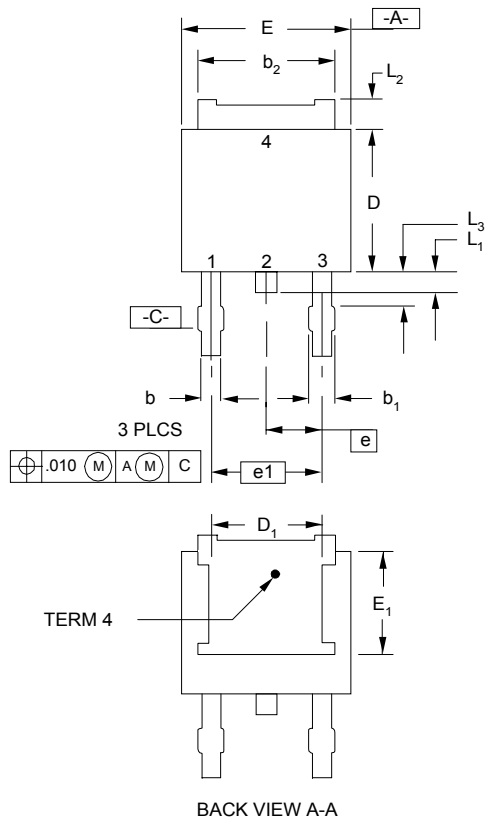 -A-
E
b₂
L₂
4
D
L₃
L₁
1 2 3
-C-
b
b₁
3 PLCS
e
.010 M A M C
e1
D₁
E₁
TERM 4
BACK VIEW A-A